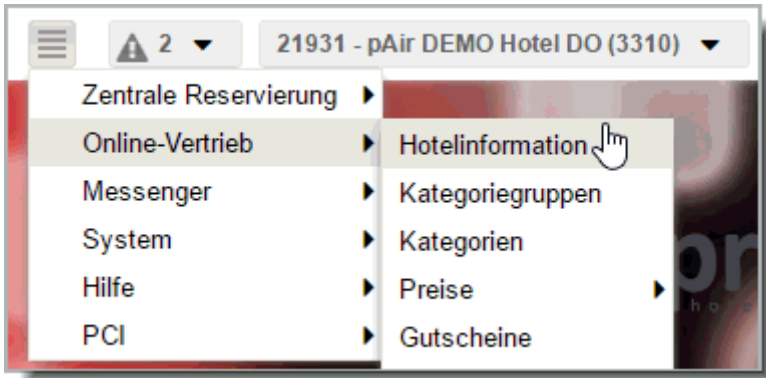 2
21931 - pAir DEMO Hotel DO (3310)
Zentrale Reservierung
Online-Vertrieb
Messenger
System
Hilfe
PCI
Hotelinformation
Kategoriegruppen
Kategorien
Preise
Gutscheine
pr
h o